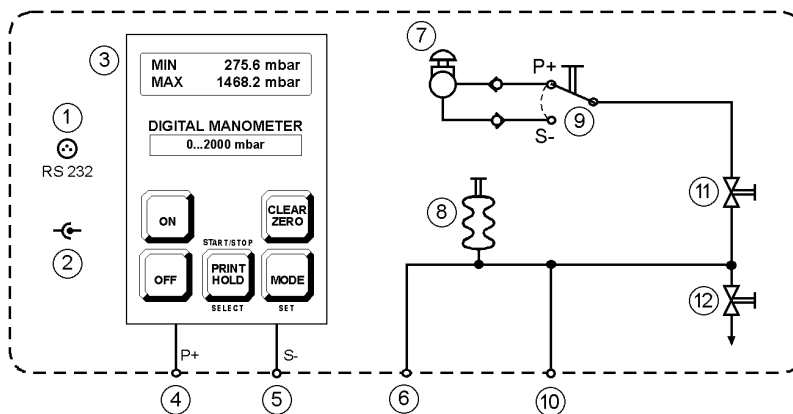 3
MIN 275.6 mbar
MAX 1468.2 mbar
DIGITAL MANOMETER
0...2000 mbar
1
RS 232
2
ON
CLEAR ZERO
START/STOP
OFF
PRINT HOLD
MODE
SELECT
SET
P+
S-
4
5
6
10
7
P+
S-
9
8
11
12